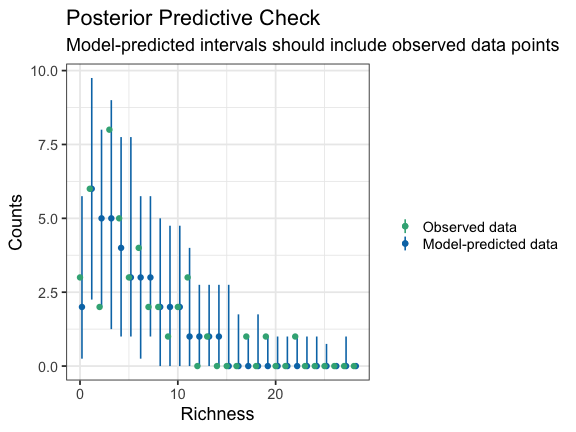 Posterior Predictive Check
Model-predicted intervals should include observed data points
10.0
7.5
5.0
2.5
0.0
Counts
0 10 20
Richness
Observed data
Model-predicted data